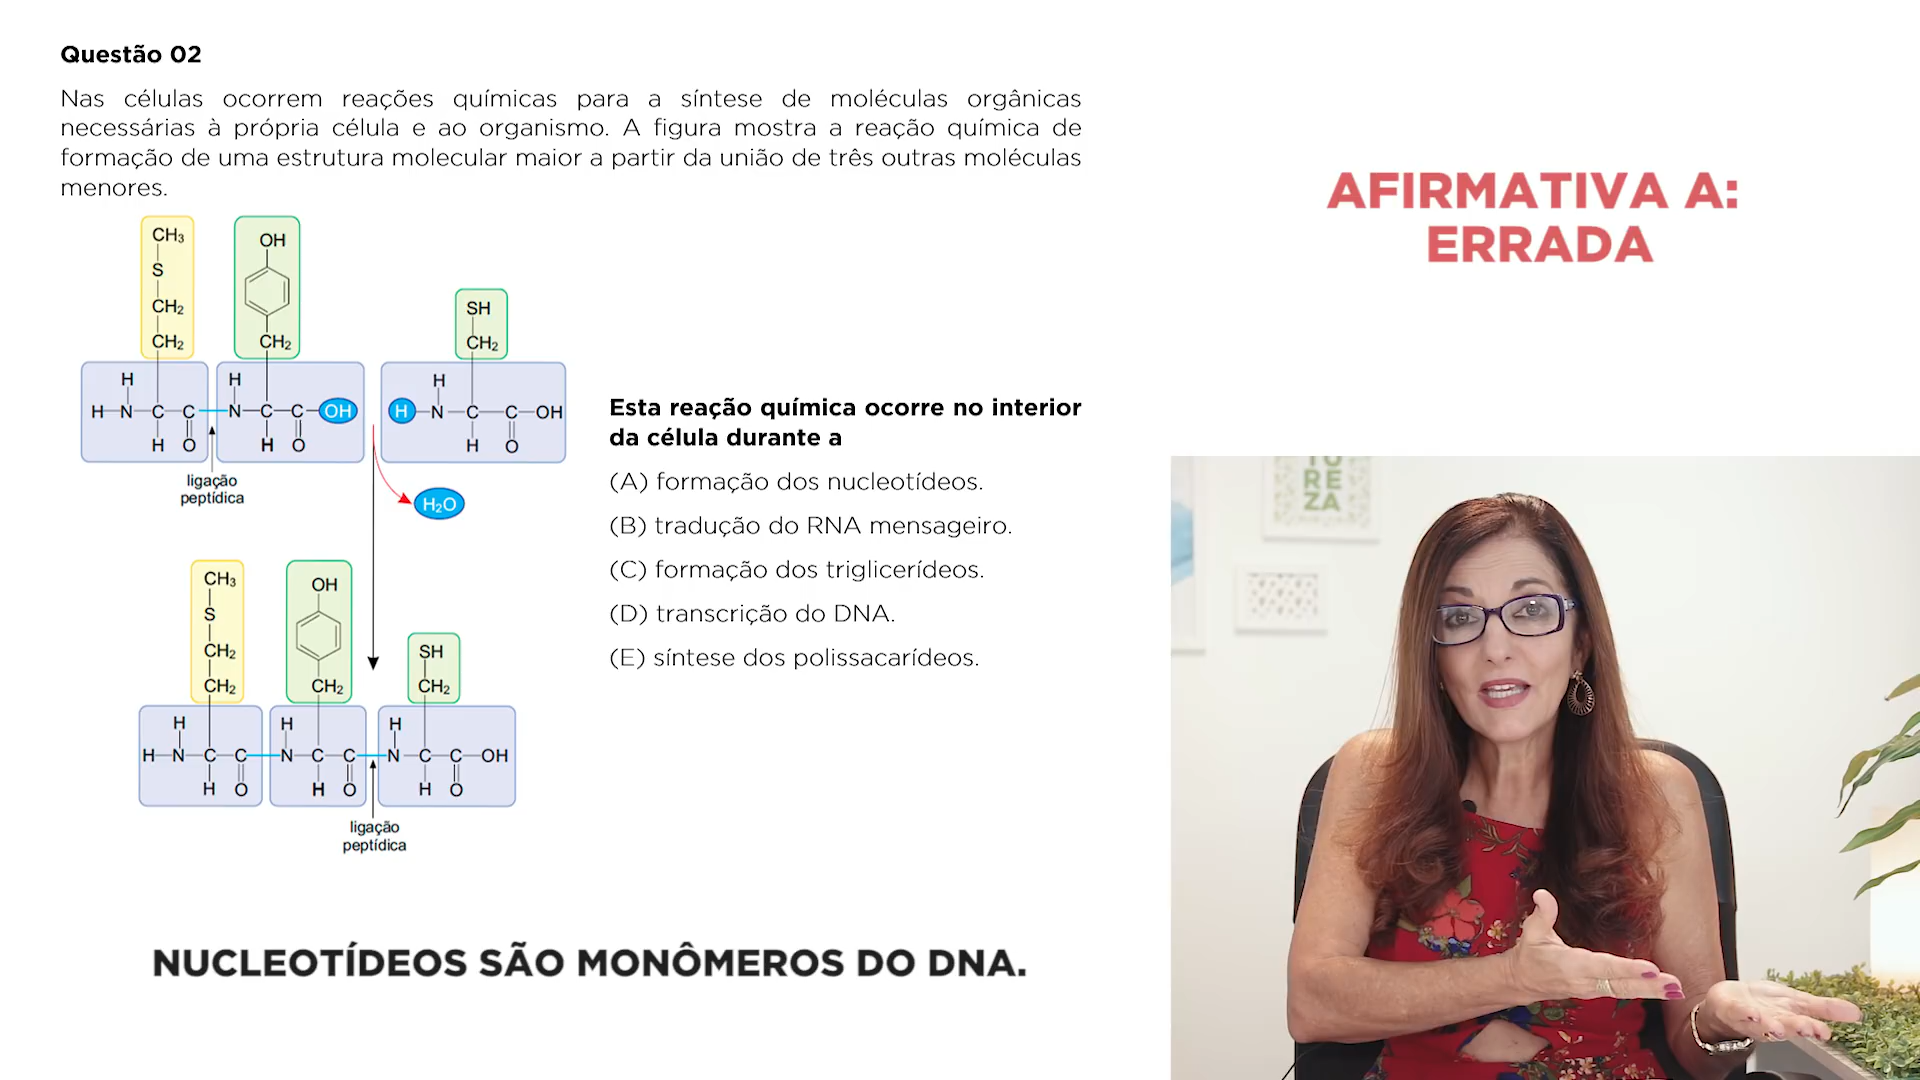 Questão 02
Nas células ocorrem reações químicas para a síntese de moléculas orgânicas
necessárias à própria célula e ao organismo. A figura mostra a reação química de
formação de uma estrutura molecular maior a partir da união de três outras moléculas
menores.
CH₃
S
CH₂
CH₂
OH
CH₂
SH
CH₂
H
H–N–C–C
H O
H
N–C–C–OH
H O
H
H–N–C–C–OH
H O
ligação
peptídica
H₂O
CH₃
S
CH₂
CH₂
OH
CH₂
SH
CH₂
H
H–N–C–C
H O
H
N–C–C
H O
H
N–C–C–OH
H O
ligação
peptídica
Esta reação química ocorre no interior
da célula durante a
(A) formação dos nucleotídeos.
(B) tradução do RNA mensageiro.
(C) formação dos triglicerídeos.
(D) transcrição do DNA.
(E) síntese dos polissacarídeos.
NUCLEOTÍDEOS SÃO MONÔMEROS DO DNA.
AFIRMATIVA A:
ERRADA
RE
ZA